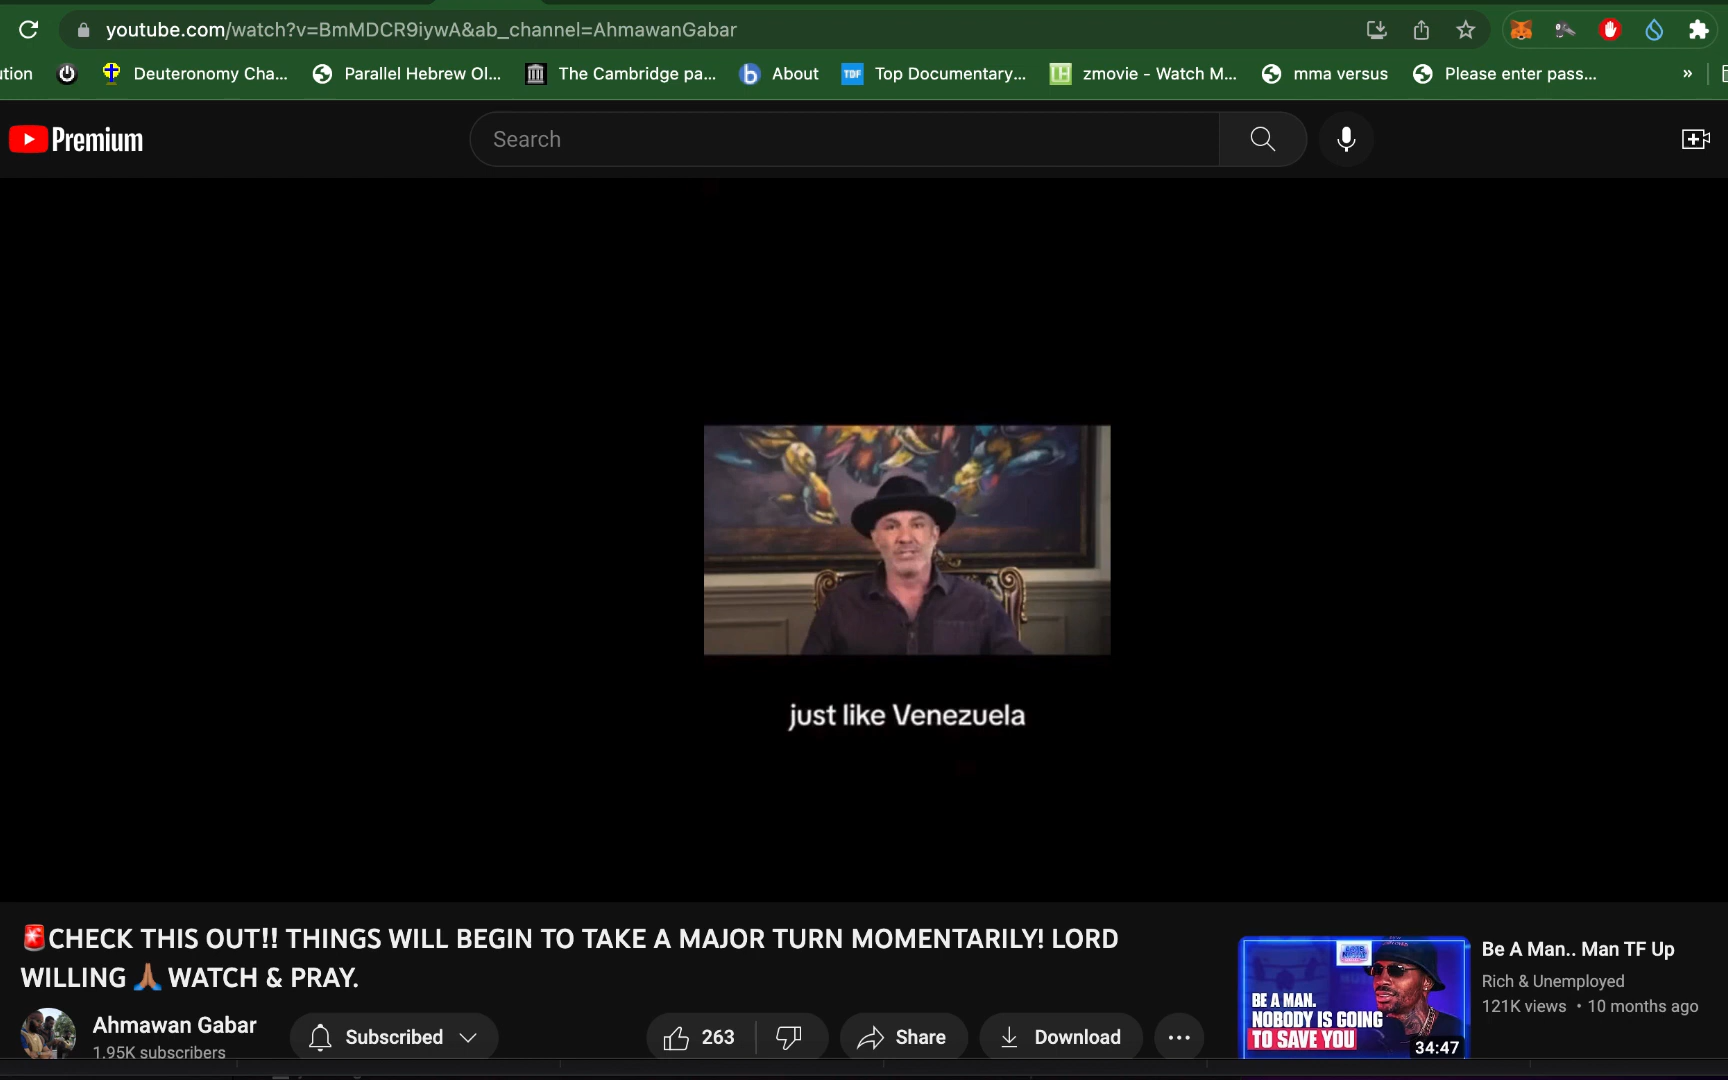 youtube.com/watch?v=BmMDCR9iywA&ab_channel=AhmawanGabar
ution
Deuteronomy Cha...
Parallel Hebrew Ol...
The Cambridge pa...
b
About
TDF
Top Documentary...
zmovie - Watch M...
mma versus
Please enter pass...
»
Premium
Search
just like Venezuela
CHECK THIS OUT!! THINGS WILL BEGIN TO TAKE A MAJOR TURN MOMENTARILY! LORD
WILLING 🙏🏾 WATCH & PRAY.
Ahmawan Gabar
1.95K subscribers
Subscribed
263
Share
Download
BE A MAN.
NOBODY IS GOING
TO SAVE YOU
34:47
Be A Man.. Man TF Up
Rich & Unemployed
121K views • 10 months ago